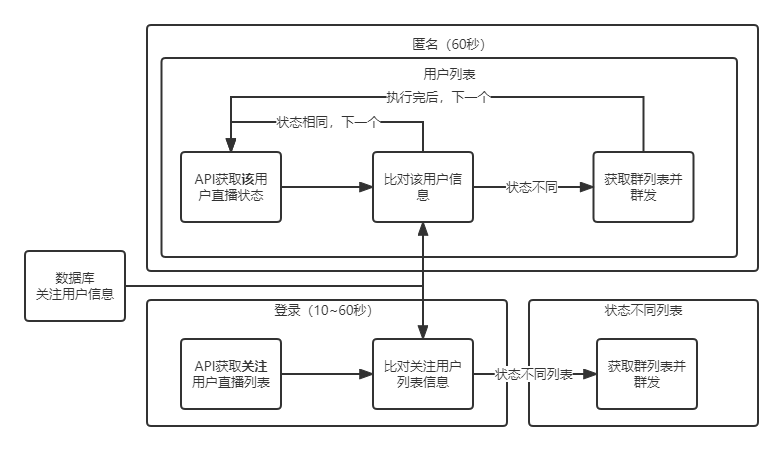 匿名（60秒）
用户列表
执行完后，下一个
状态相同，下一个
API获取该用
户直播状态
比对该用户信
息
状态不同
获取群列表并
群发
数据库
关注用户信息
登录（10~60秒）
API获取关注
用户直播列表
比对关注用户
列表信息
状态不同列表
状态不同列表
获取群列表并
群发